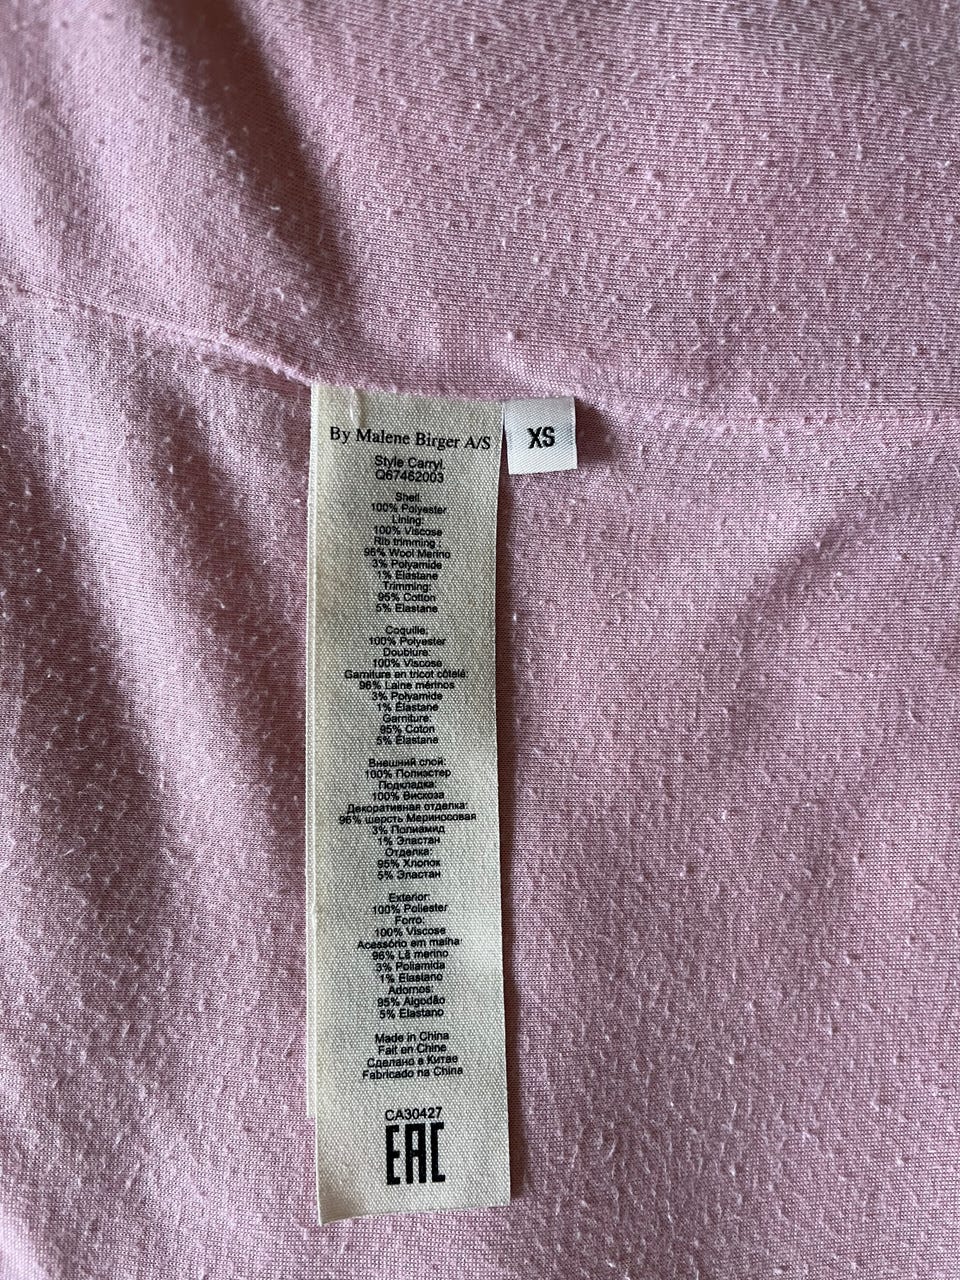 By Malene Birger A/S
XS
Style Carryl
Q67462003
Shell:
100% Polyester
Lining:
100% Viscose
Rib trimming :
96% Wool Merino
3% Polyamide
1% Elastane
Trimming:
95% Cotton
5% Elastane
Coquille:
100% Polyester
Doublure:
100% Viscose
Garniture en tricot côtelé:
96% Laine mérinos
3% Polyamide
1% Élastane
Garniture:
95% Coton
5% Élastane
Внешний слой:
100% Полиэстер
Подкладка:
100% Вискоза
Декоративная отделка:
96% шерсть Мериносовая
3% Полиамид
1% Эластан
Отделка:
95% Хлопок
5% Эластан
Exterior:
100% Poliester
Forro:
100% Viscose
Acessório em malha:
96% Lã merino
3% Poliamida
1% Elastano
Adornos:
95% Algodão
5% Elastano
Made in China
Fait en Chine
Сделано в Китае
Fabricado na China
CA30427
EAC